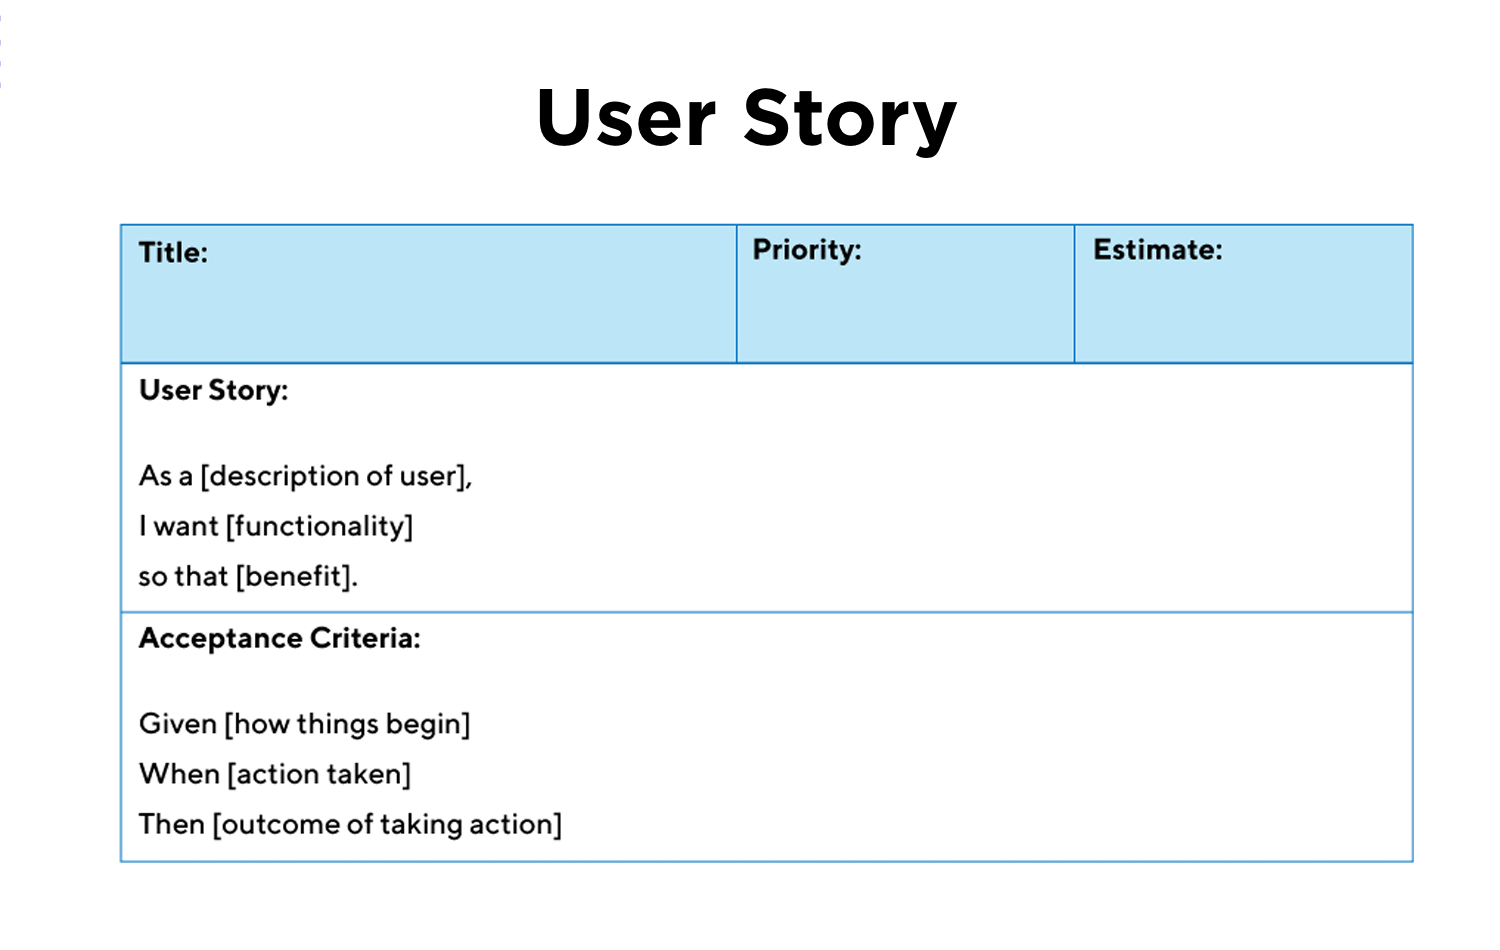 User Story
Title:
Priority:
Estimate:
User Story:
As a [description of user],
I want [functionality]
so that [benefit].
Acceptance Criteria:
Given [how things begin]
When [action taken]
Then [outcome of taking action]